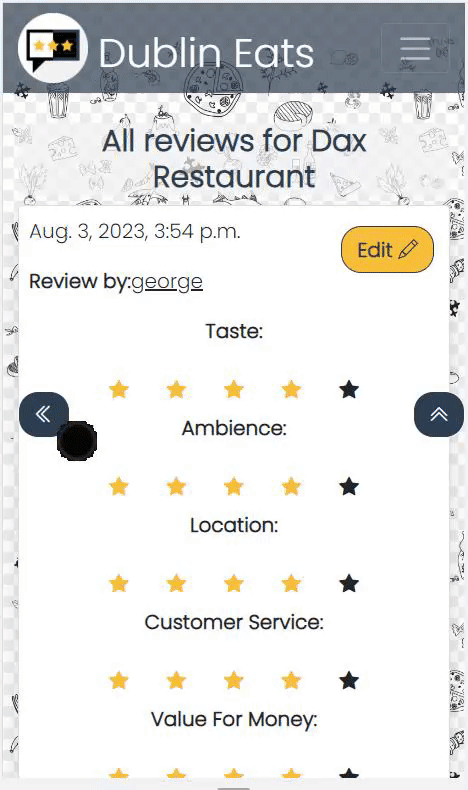 Dublin Eats
All reviews for Dax
Restaurant
Aug. 3, 2023, 3:54 p.m.
Edit
Review by:george
Taste:
Ambience:
Location:
Customer Service:
Value For Money: